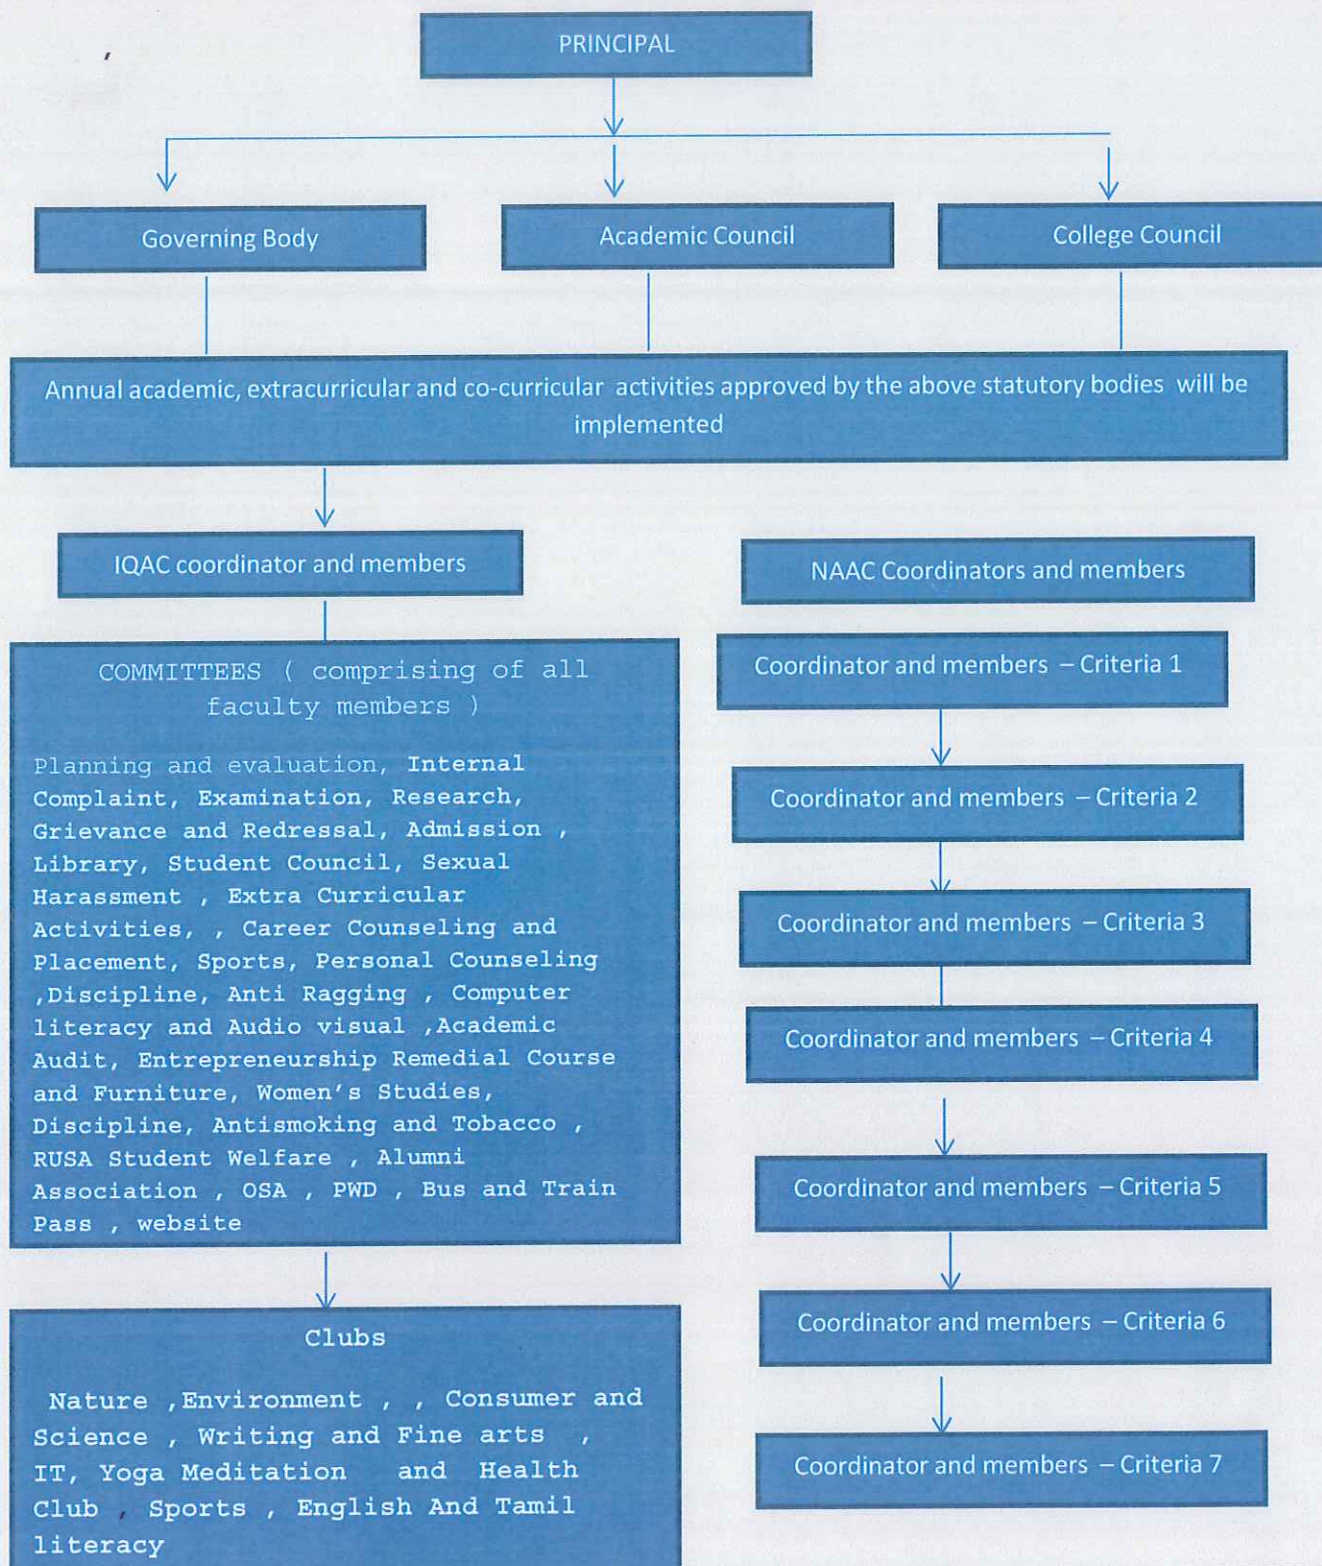 PRINCIPAL
Governing Body
Academic Council
College Council
Annual academic, extracurricular and co-curricular activities approved by the above statutory bodies will be
implemented
IQAC coordinator and members
COMMITTEES ( comprising of all
faculty members )
Planning and evaluation, Internal
Complaint, Examination, Research,
Grievance and Redressal, Admission ,
Library, Student Council, Sexual
Harassment , Extra Curricular
Activities, , Career Counseling and
Placement, Sports, Personal Counseling
,Discipline, Anti Ragging , Computer
literacy and Audio visual ,Academic
Audit, Entrepreneurship Remedial Course
and Furniture, Women's Studies,
Discipline, Antismoking and Tobacco ,
RUSA Student Welfare , Alumni
Association , OSA , PWD , Bus and Train
Pass , website
Clubs
Nature ,Environment , , Consumer and
Science , Writing and Fine arts ,
IT, Yoga Meditation and Health
Club , Sports , English And Tamil
literacy
NAAC Coordinators and members
Coordinator and members – Criteria 1
Coordinator and members – Criteria 2
Coordinator and members – Criteria 3
Coordinator and members – Criteria 4
Coordinator and members – Criteria 5
Coordinator and members – Criteria 6
Coordinator and members – Criteria 7